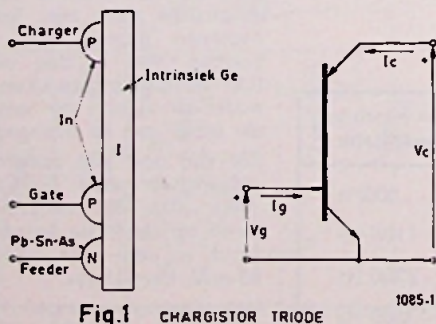 Charger
P
Intrinsiek Ge
In
I
Gate
P
Pb-Sn-As
Feeder
N
Ic
+
Vc
+
Ig
Vg
1085-1
Fig.1 CHARGISTOR TRIODE